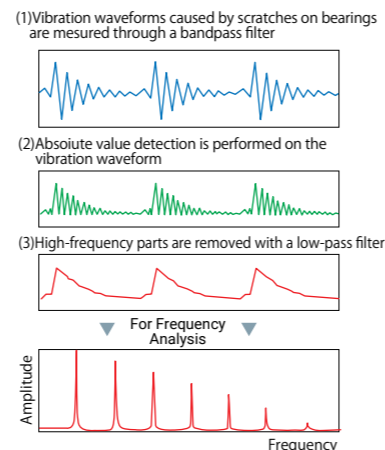 (1)Vibration waveforms caused by scratches on bearings
are mesured through a bandpass filter
(2)Absoiute value detection is performed on the
vibration waveform
(3)High-frequency parts are removed with a low-pass filter
For Frequency
Analysis
Amplitude
Frequency